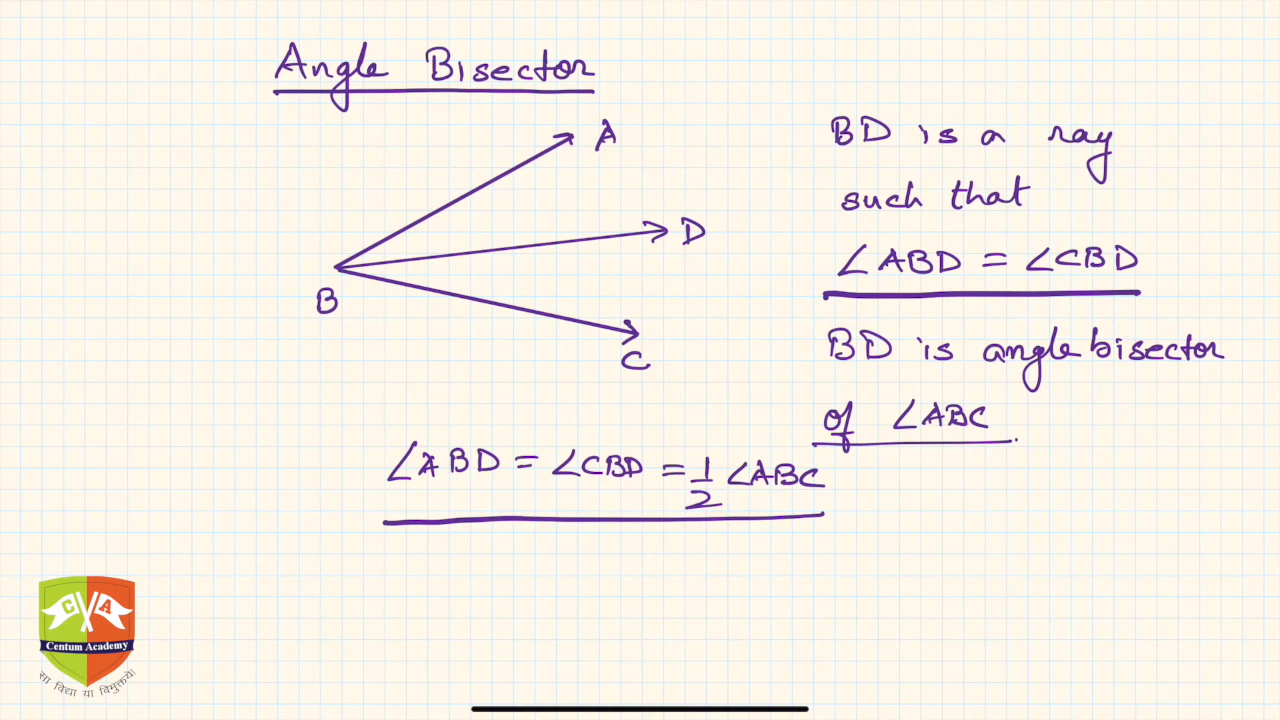 Angle Bisector
A
D
B
C
BD is a ray
such that
∠ABD = ∠CBD
BD is angle bisector
of ∠ABC
∠ABD = ∠CBD = 1/2 ∠ABC
C A
Centum Academy
सा विद्या या विमुक्तये।